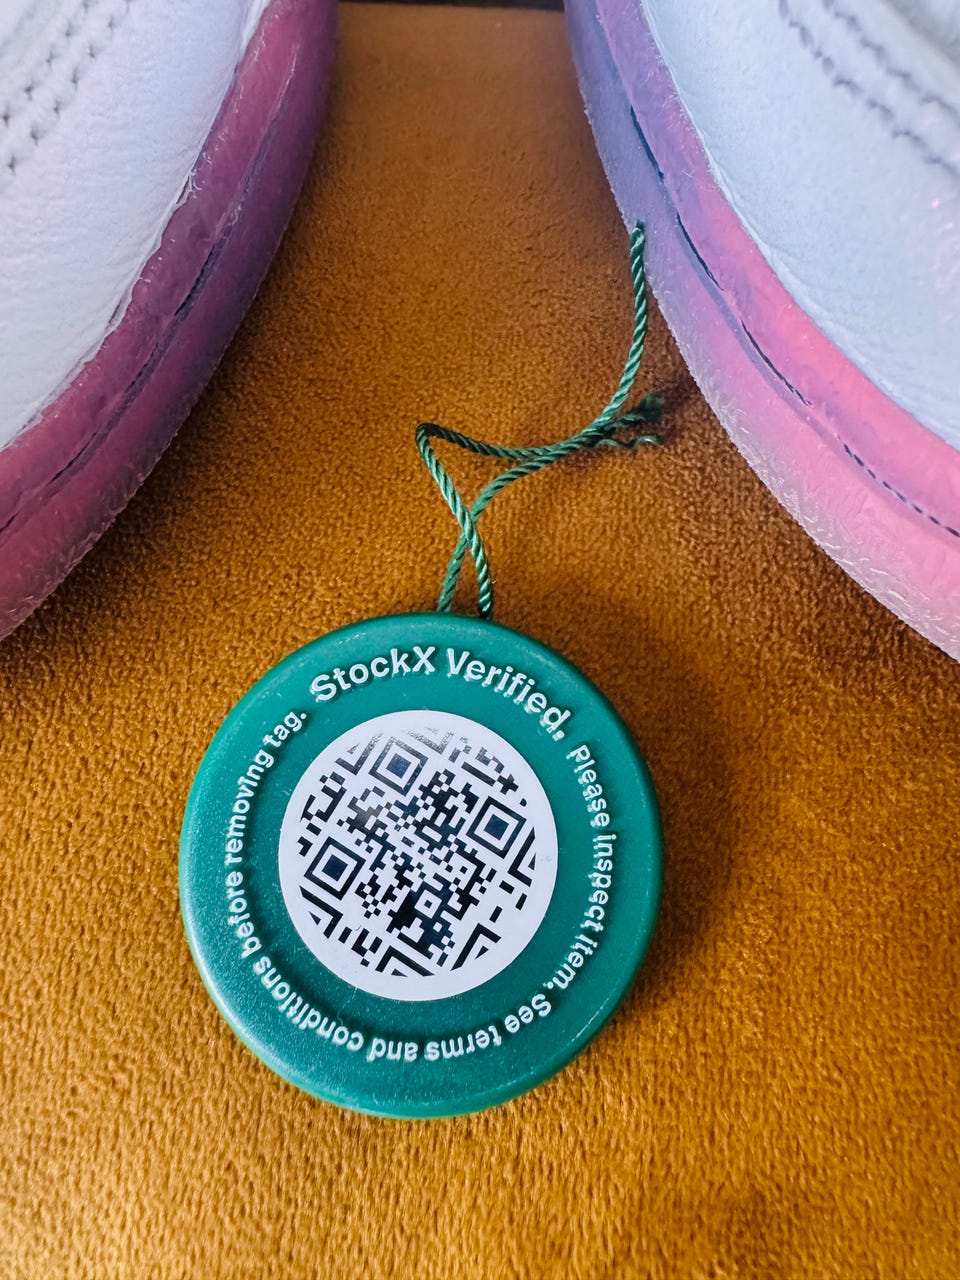 StockX Verified.
Please inspect item. See terms and conditions before removing tag.